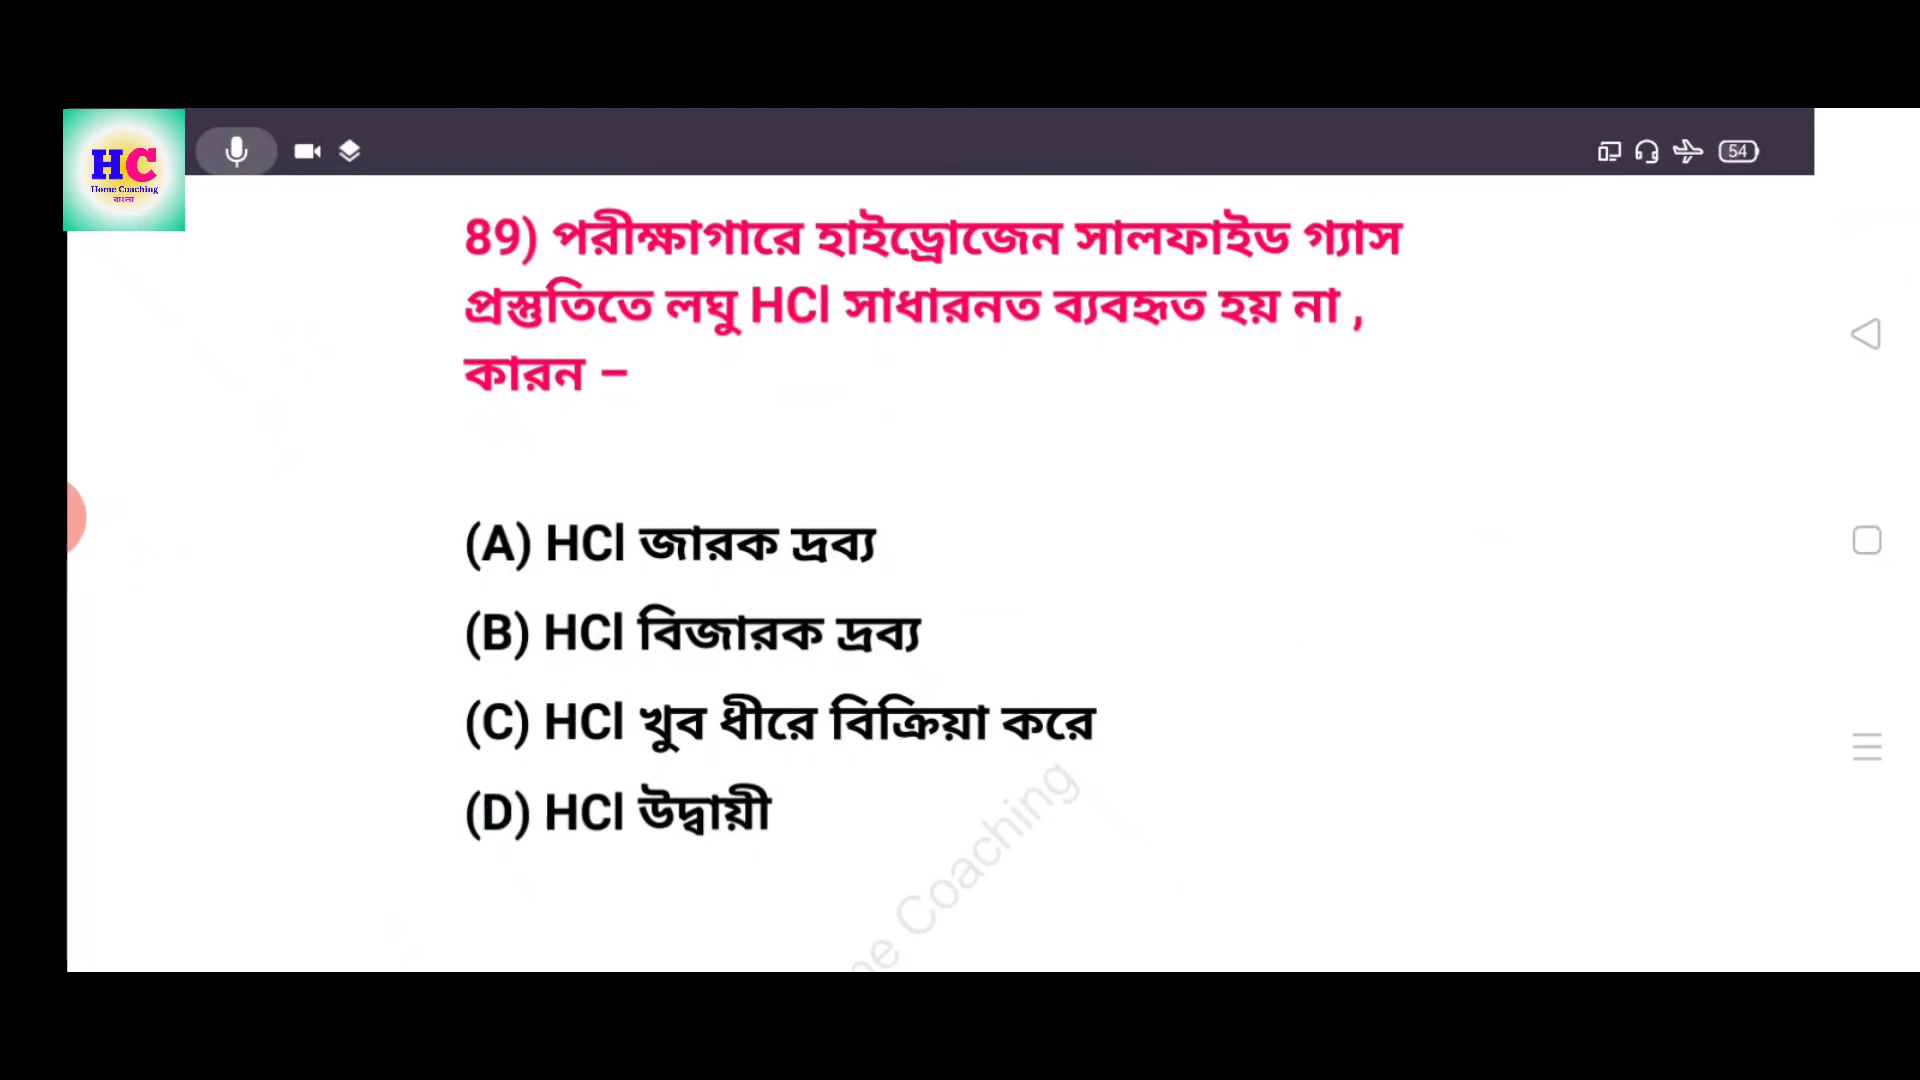 HC
Home Coaching
বাংলা
54
89) পরীক্ষাগারে হাইড্রোজেন সালফাইড গ্যাস
প্রস্তুতিতে লঘু HCl সাধারনত ব্যবহৃত হয় না ,
কারন –
(A) HCl জারক দ্রব্য
(B) HCl বিজারক দ্রব্য
(C) HCl খুব ধীরে বিক্রিয়া করে
(D) HCl উদ্বায়ী
ne Coaching